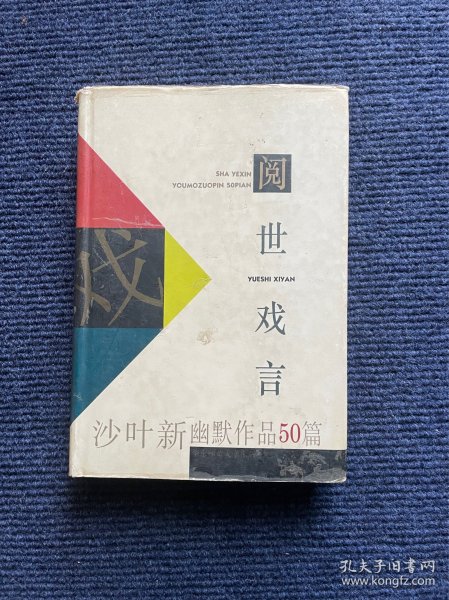 SHA YEXIN
YOUMOZUOPIN 50PIAN
阅世戏言
YUESHI XIYAN
戏
沙叶新幽默作品50篇
孔夫子旧书网
www.kongfz.com